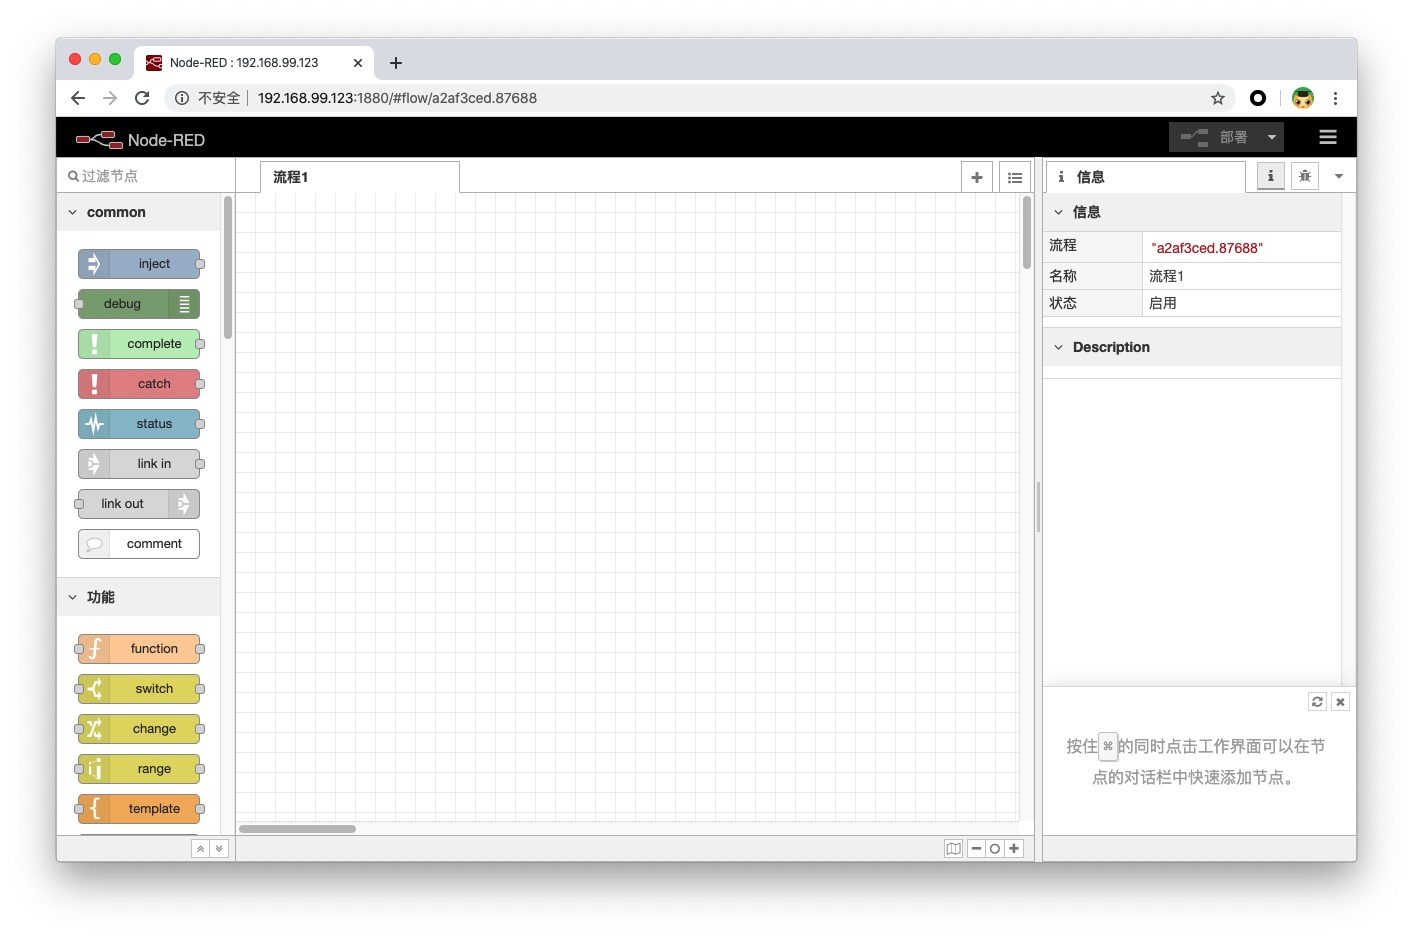 Node-RED : 192.168.99.123
不安全 192.168.99.123:1880/#flow/a2af3ced.87688
Node-RED
部署
过滤节点
流程1
信息
common
inject
debug
complete
catch
status
link in
link out
comment
功能
function
switch
change
range
template
信息
流程 "a2af3ced.87688"
名称 流程1
状态 启用
Description
按住⌘的同时点击工作界面可以在节
点的对话栏中快速添加节点。